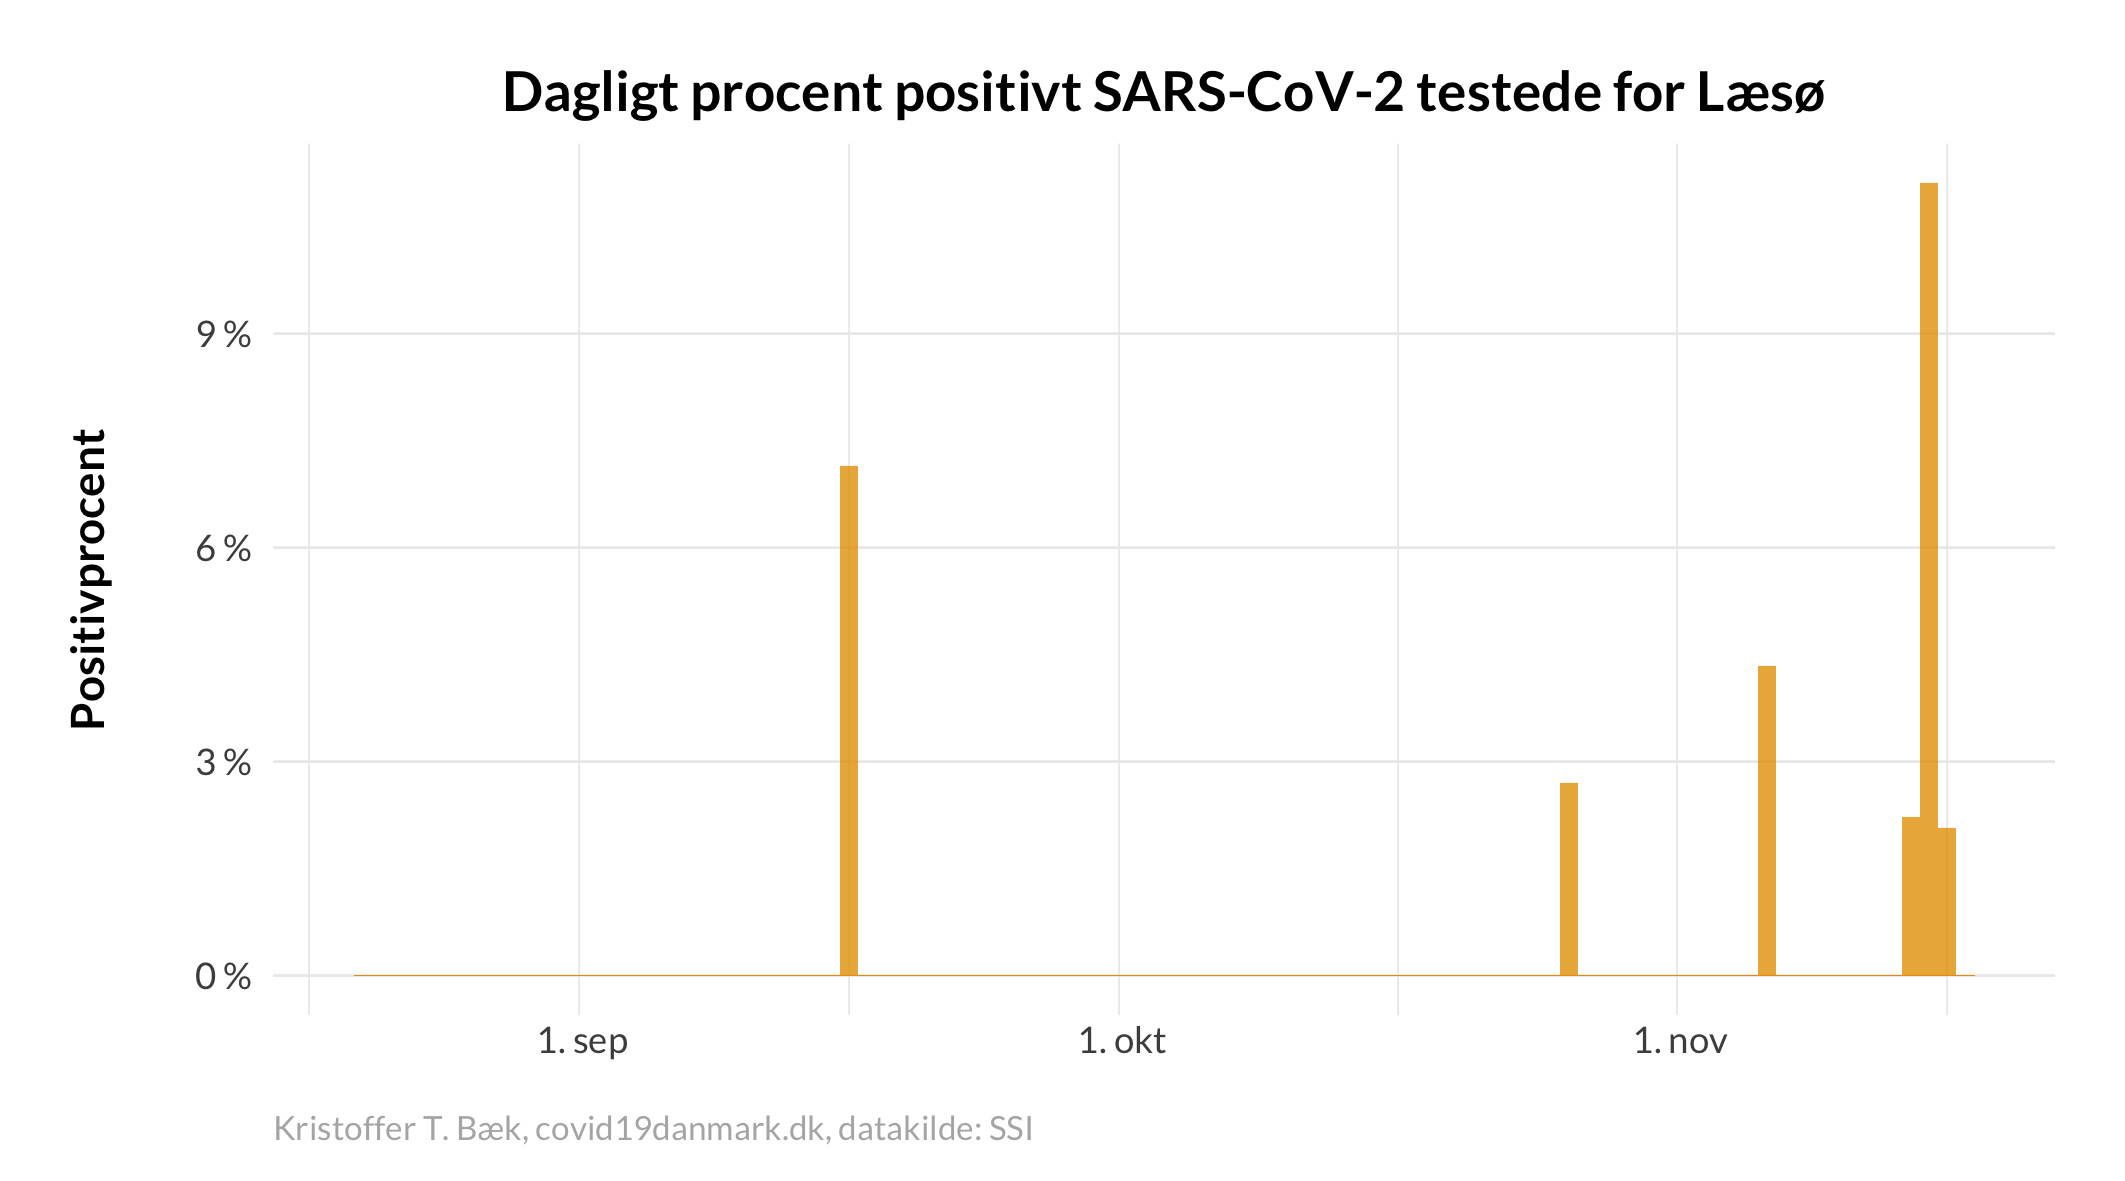 Dagligt procent positivt SARS-CoV-2 testede for Læsø
Positivprocent
9 %
6 %
3 %
0 %
1. sep
1. okt
1. nov
Kristoffer T. Bæk, covid19danmark.dk, datakilde: SSI